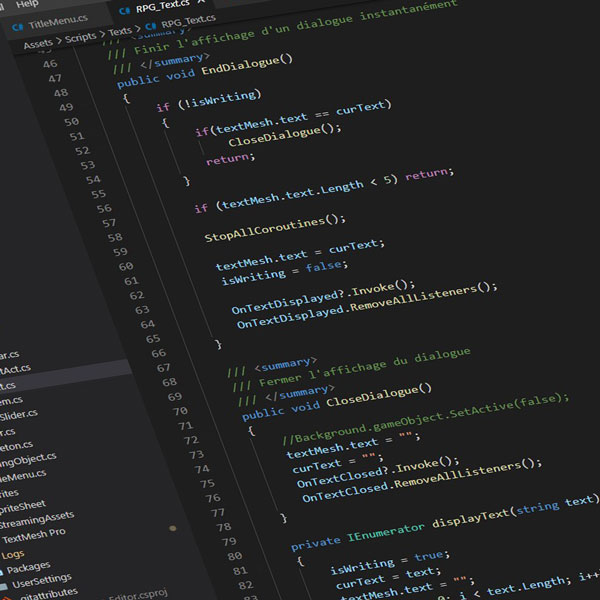 Help
TitleMenu.cs
C# RPG_Text.cs
Assets > Scripts > Texts > RPG_Text.cs
/// <summary>
46 /// Finir l'affichage d'un dialogue instantanément
47 /// </summary>
48 public void EndDialogue()
49 {
50 if (!isWriting)
51 {
52 if(textMesh.text == curText)
53 CloseDialogue();
54 return;
55 }
56
57 if (textMesh.text.Length < 5) return;
58
59 StopAllCoroutines();
60
61 textMesh.text = curText;
62 isWriting = false;
63
64 OnTextDisplayed?.Invoke();
65 OnTextDisplayed.RemoveAllListeners();
66 }
67
68 /// <summary>
69 /// Fermer l'affichage du dialogue
70 /// </summary>
71 public void CloseDialogue()
72 {
73 //Background.gameObject.SetActive(false);
74 textMesh.text = "";
75 curText = "";
76 OnTextClosed?.Invoke();
77 OnTextClosed.RemoveAllListeners();
78 }
79
80 private IEnumerator displayText(string text)
81 {
82 isWriting = true;
83 curText = text;
textMesh.text = "";
0; i < text.Length; i++
ar.cs
tAct.cs
t.cs
em.cs
Slider.cs
r.cs
eton.cs
ngObject.cs
leMenu.cs
rites
priteSheet
StreamingAssets
TextMesh Pro
Logs
Packages
UserSettings
.gitattributes
Editor.csproj